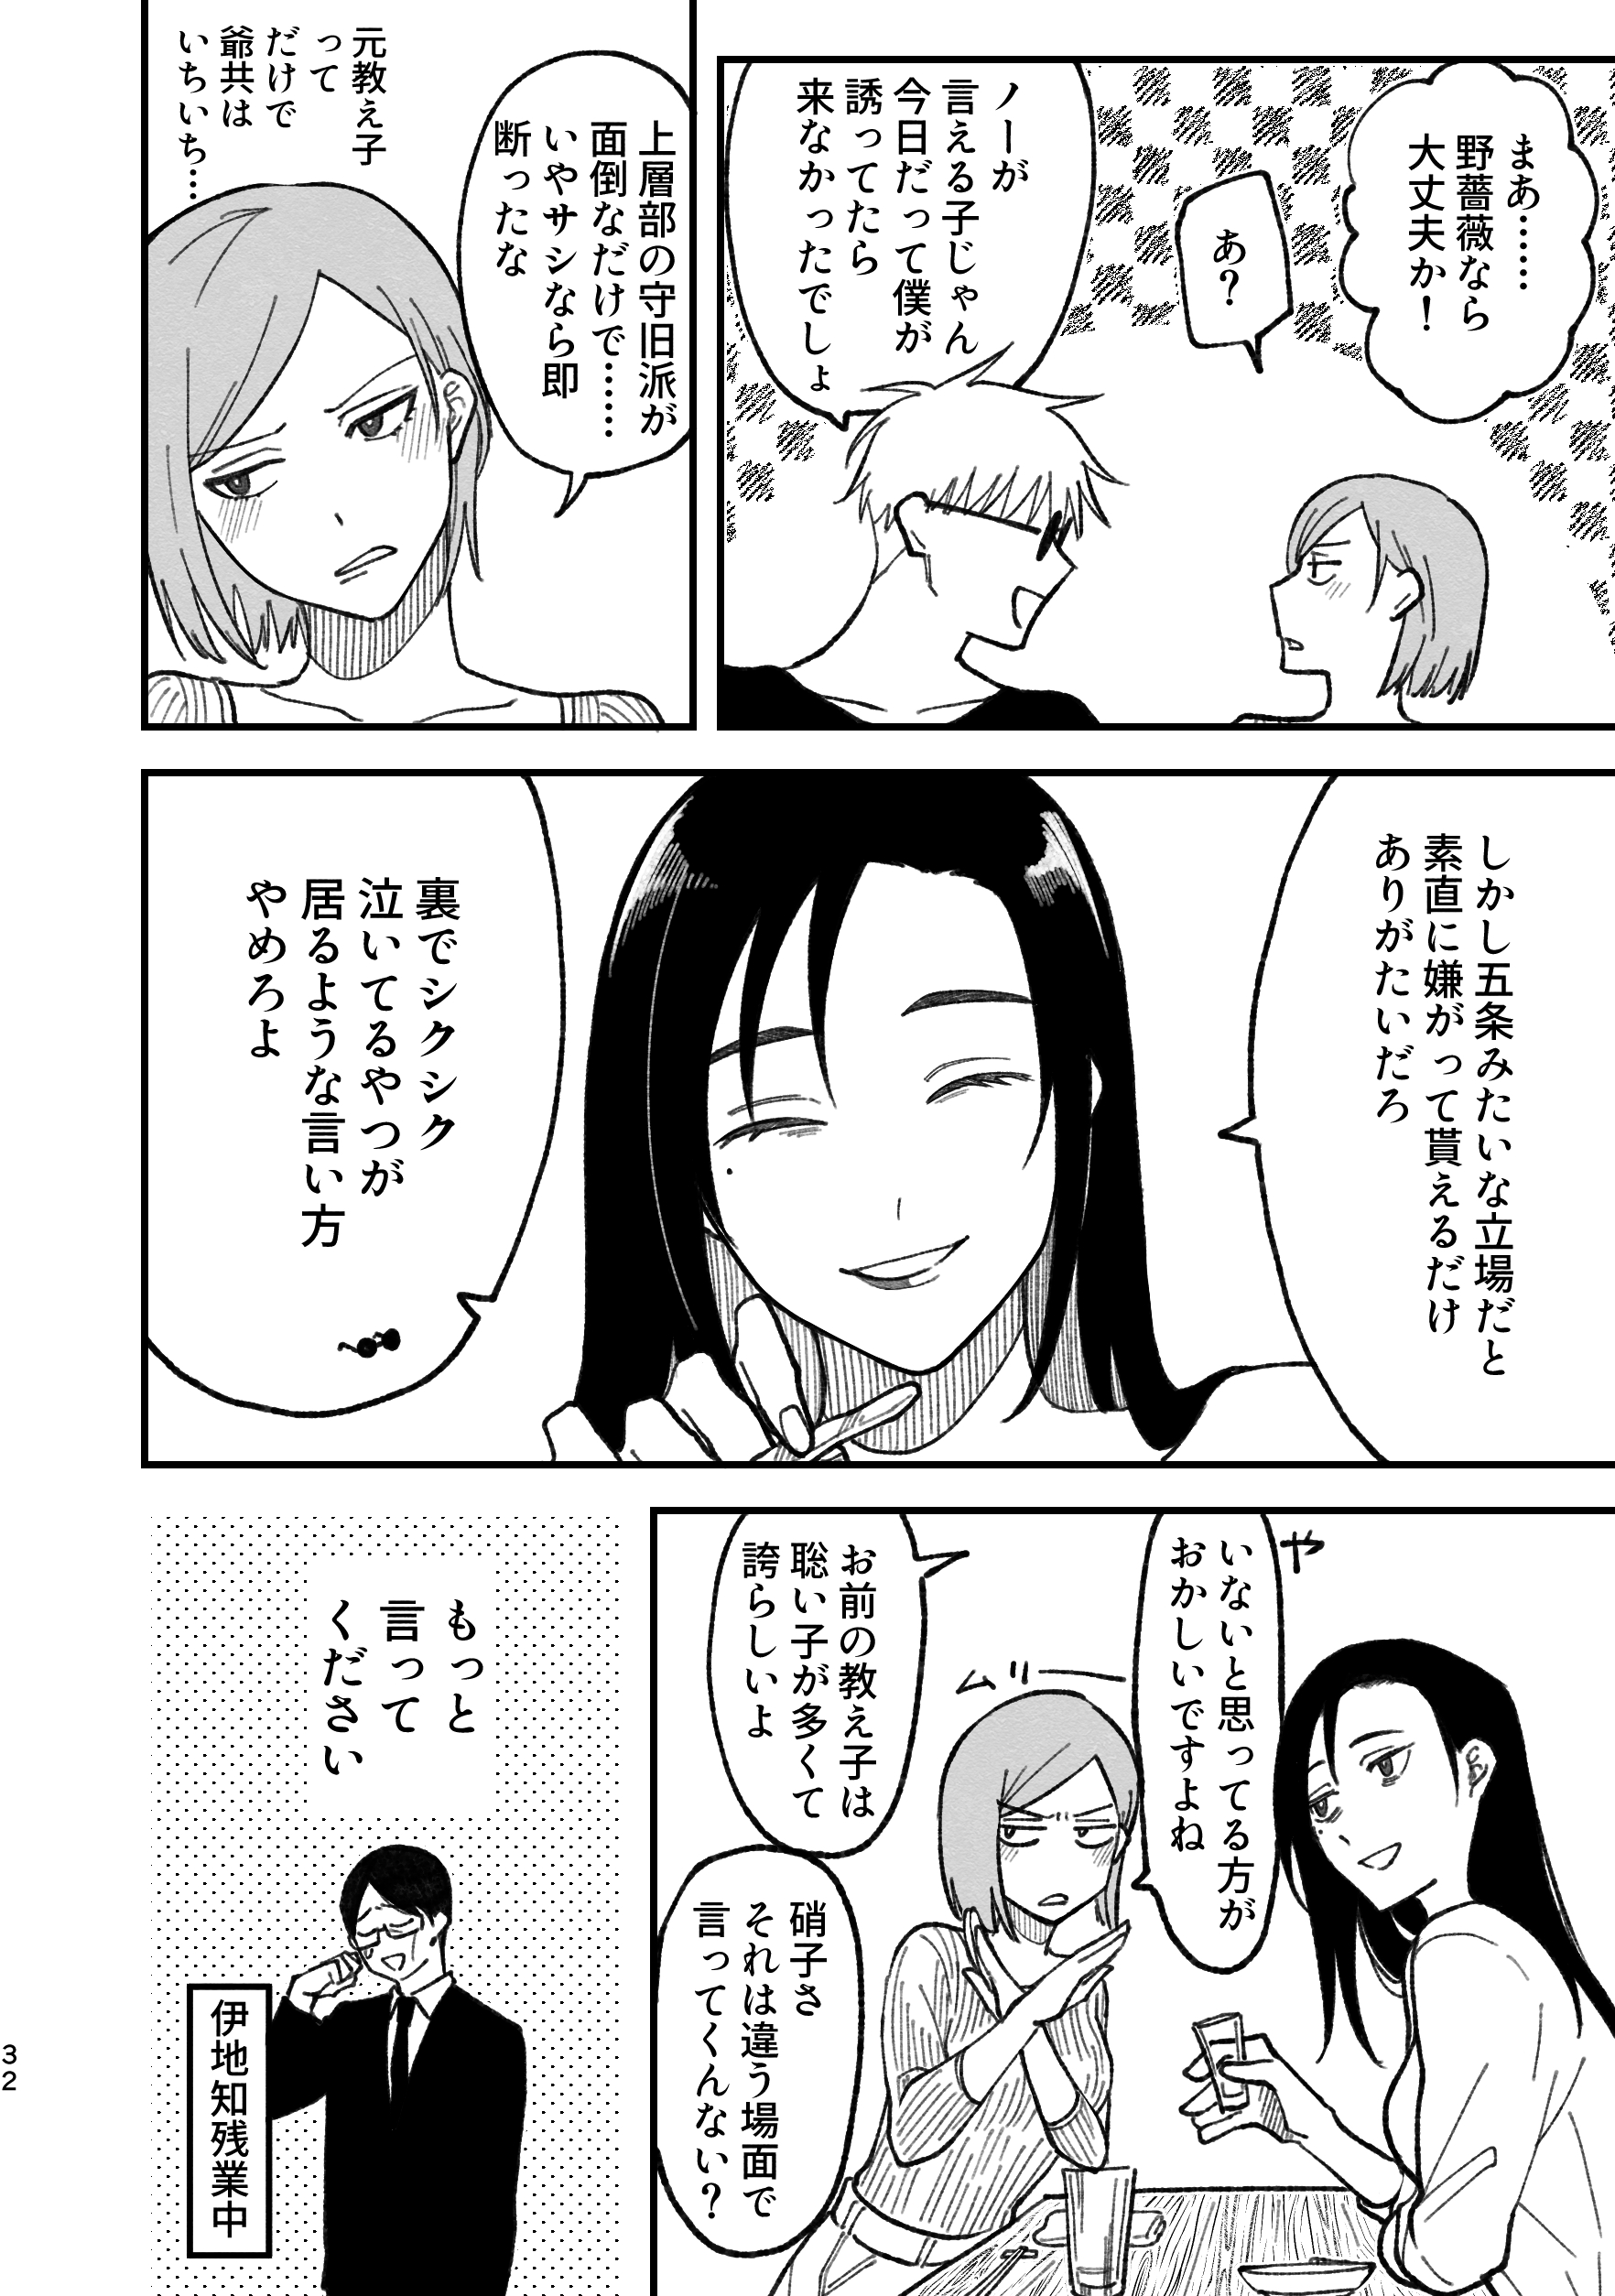 まあ……
野薔薇なら
大丈夫か！
あ？
ノーが
言える子じゃん
今日だって僕が
誘ってたら
来なかったでしょ
上層部の守旧派が
面倒なだけで……
いやサシなら即
断ったな
元教え子
って
だけで
爺共は
いちいち…
しかし五条みたいな立場だと
素直に嫌がって貰えるだけ
ありがたいだろ
裏でシクシク
泣いてるやつが
居るような言い方
やめろよ
や
いないと思ってる方が
おかしいですよね
ムリー
お前の教え子は
聡い子が多くて
誇らしいよ
硝子さ
それは違う場面で
言ってくんない？
もっと
言って
ください
伊地知残業中
32